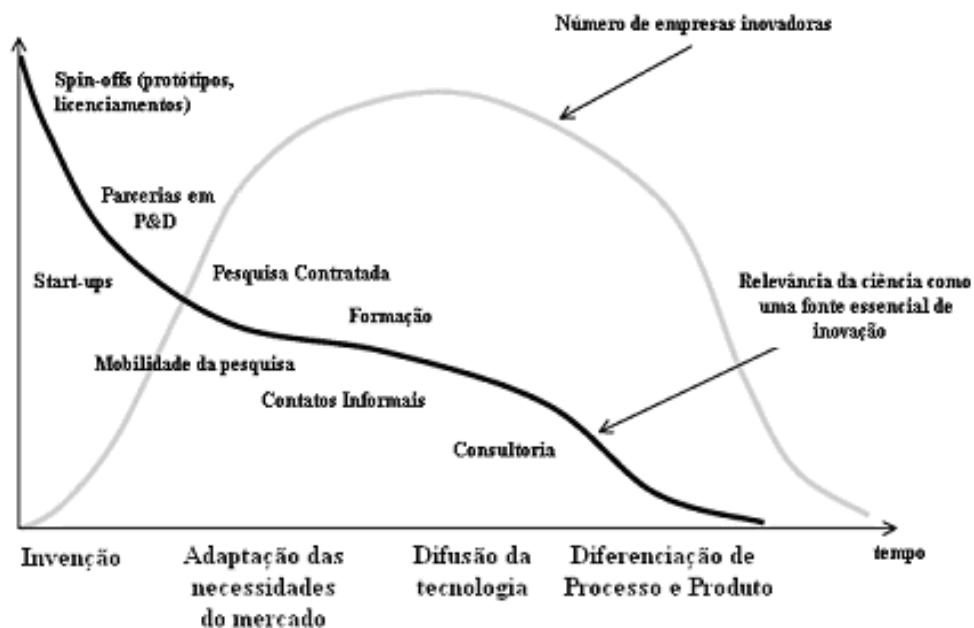 Número de empresas inovadoras
Spin-offs (protótipos,
licenciamentos)
Parcerias em
P&D
Start-ups
Pesquisa Contratada
Relevância da ciência como
uma fonte essencial de
inovação
Formação
Mobilidade da pesquisa
Contatos Informais
Consultoria
tempo
Invenção
Adaptação das
necessidades
do mercado
Difusão da
tecnologia
Diferenciação de
Processo e Produto